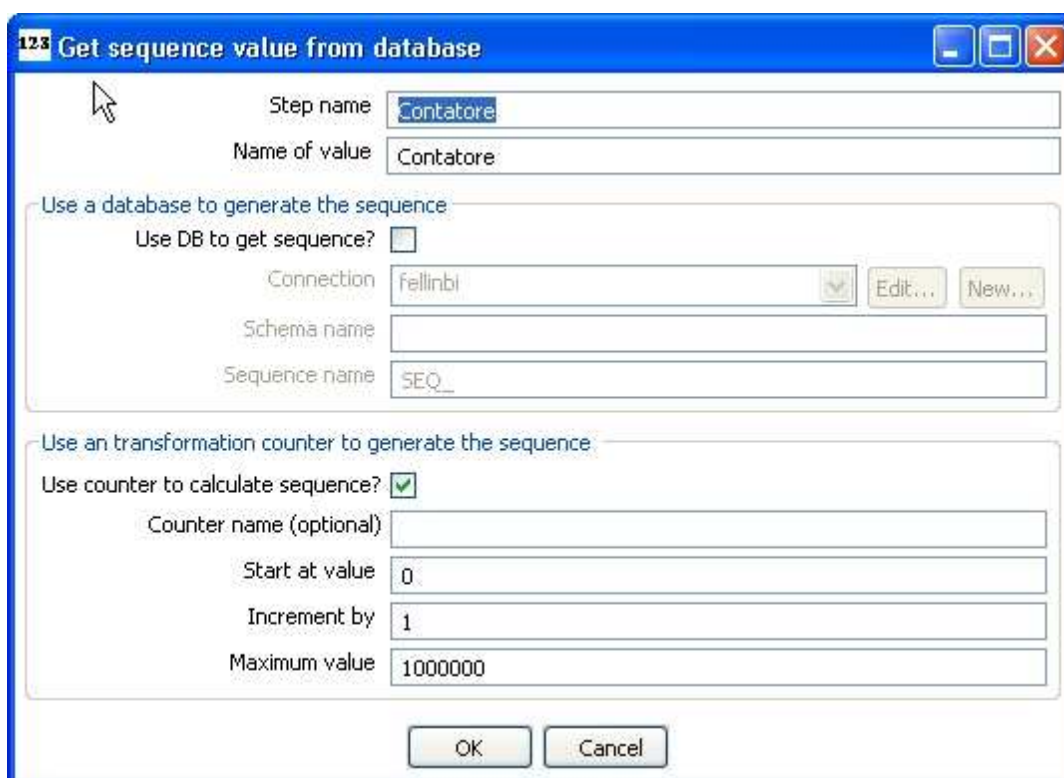 123 Get sequence value from database
Step name Contatore
Name of value Contatore
Use a database to generate the sequence
Use DB to get sequence?
Connection fellinbi Edit... New...
Schema name
Sequence name SEQ_
Use an transformation counter to generate the sequence
Use counter to calculate sequence?
Counter name (optional)
Start at value 0
Increment by 1
Maximum value 1000000
OK Cancel